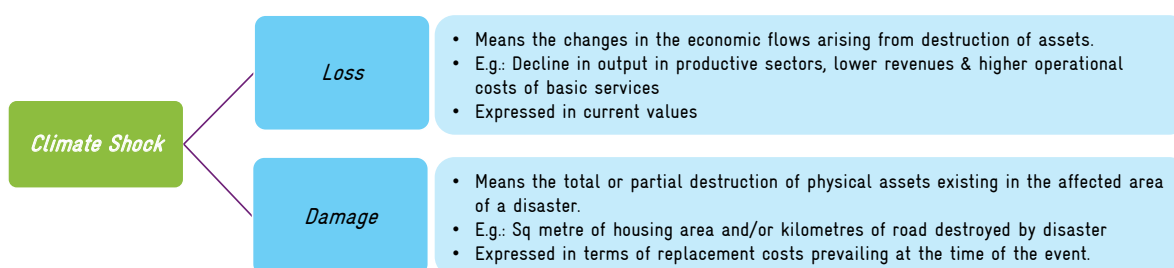 Climate Shock
Loss
• Means the changes in the economic flows arising from destruction of assets.
• E.g.: Decline in output in productive sectors, lower revenues & higher operational
costs of basic services
• Expressed in current values
Damage
• Means the total or partial destruction of physical assets existing in the affected area
of a disaster.
• E.g.: Sq metre of housing area and/or kilometres of road destroyed by disaster
• Expressed in terms of replacement costs prevailing at the time of the event.